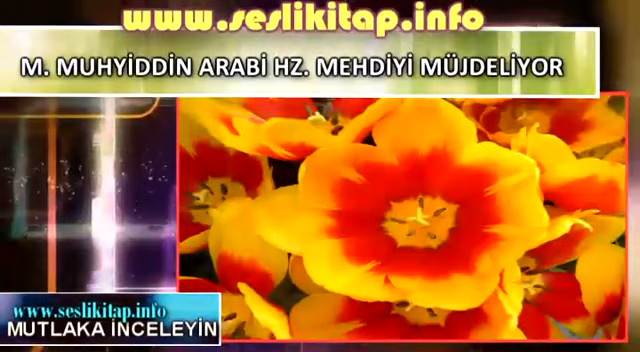 www.seslikitap.info
M. MUHYİDDİN ARABİ HZ. MEHDİYİ MÜJDELİYOR
www.seslikitap.info
MUTLAKA İNCELEYİN